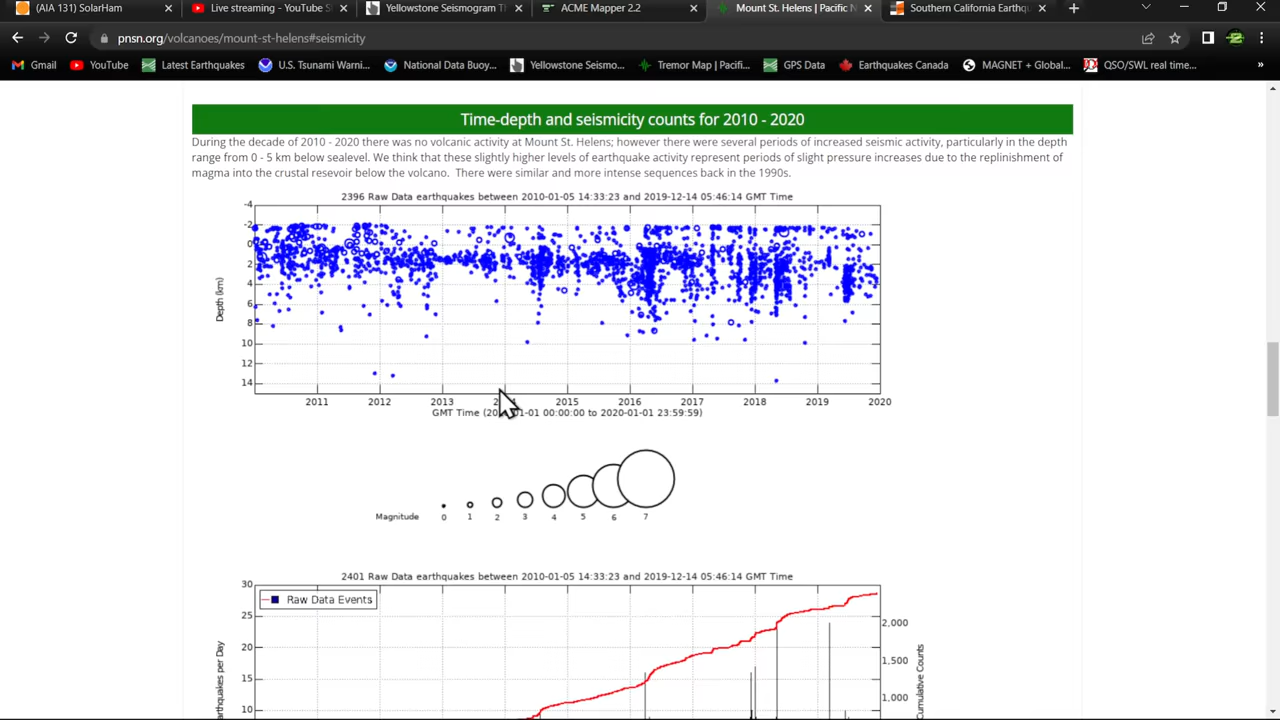 (AIA 131) SolarHam
Live streaming - YouTube S
Yellowstone Seismogram T
ACME Mapper 2.2
Mount St. Helens | Pacific N
Southern California Earthqu
pnsn.org/volcanoes/mount-st-helens#seismicity
Gmail
YouTube
Latest Earthquakes
U.S. Tsunami Warni...
National Data Buoy...
Yellowstone Seismo...
Tremor Map | Pacifi...
GPS Data
Earthquakes Canada
MAGNET + Global...
QSO/SWL real time...
»
Time-depth and seismicity counts for 2010 - 2020
During the decade of 2010 - 2020 there was no volcanic activity at Mount St. Helens; however there were several periods of increased seismic activity, particularly in the depth
range from 0 - 5 km below sealevel. We think that these slightly higher levels of earthquake activity represent periods of slight pressure increases due to the replinishment of
magma into the crustal resevoir below the volcano. There were similar and more intense sequences back in the 1990s.
2396 Raw Data earthquakes between 2010-01-05 14:33:23 and 2019-12-14 05:46:14 GMT Time
-4
-2
0
2
4
6
8
10
12
14
Depth (km)
2011 2012 2013 2015 2016 2017 2018 2019 2020
GMT Time (20 1-01 00:00:00 to 2020-01-01 23:59:59)
Magnitude 0 1 2 3 4 5 6 7
2401 Raw Data earthquakes between 2010-01-05 14:33:23 and 2019-12-14 05:46:14 GMT Time
Raw Data Events
30
25
20
15
10
arthquakes per Day
2,000
1,500
1,000
Cumulative Counts